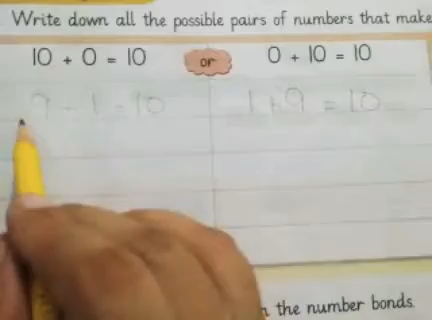 Write down all the possible pairs of numbers that make
10 + 0 = 10 or 0 + 10 = 10
9 - 1 = 10 1 + 9 = 10
the number bonds.